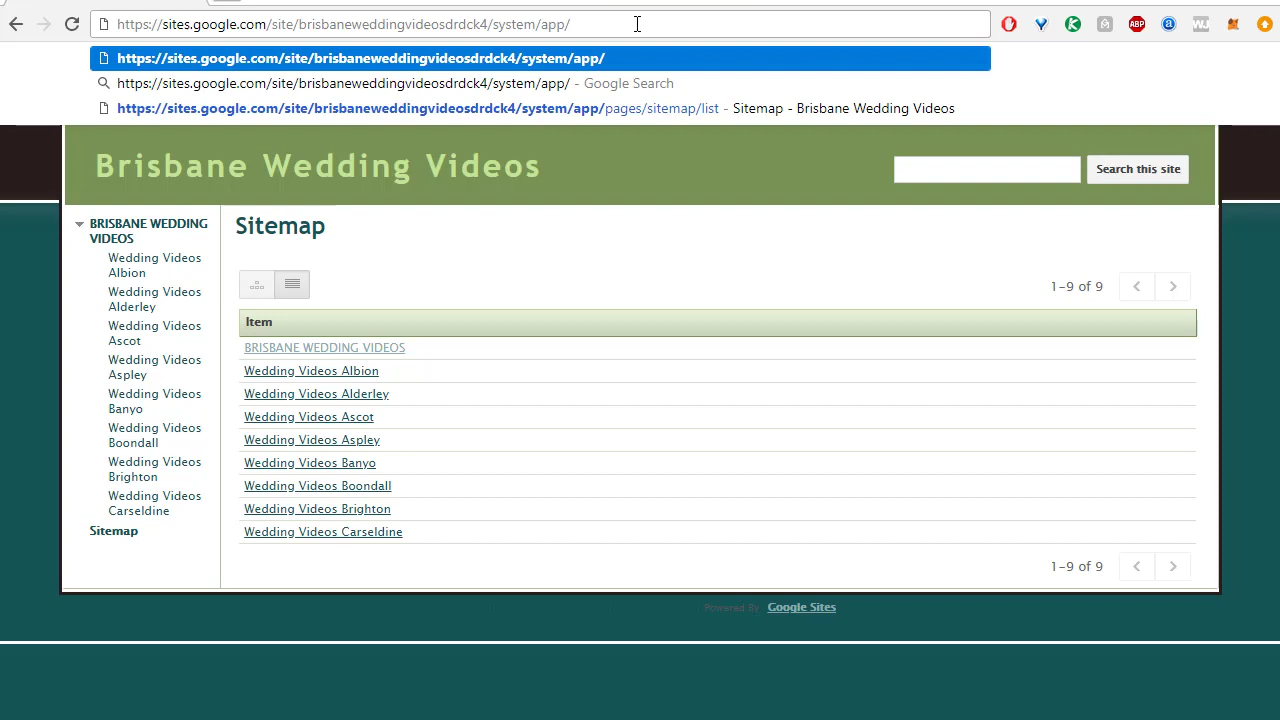 https://sites.google.com/site/brisbaneweddingvideosdrdck4/system/app/
ABP
a
https://sites.google.com/site/brisbaneweddingvideosdrdck4/system/app/
https://sites.google.com/site/brisbaneweddingvideosdrdck4/system/app/ - Google Search
https://sites.google.com/site/brisbaneweddingvideosdrdck4/system/app/pages/sitemap/list - Sitemap - Brisbane Wedding Videos
Brisbane Wedding Videos
Search this site
BRISBANE WEDDING
VIDEOS
Wedding Videos
Albion
Wedding Videos
Alderley
Wedding Videos
Ascot
Wedding Videos
Aspley
Wedding Videos
Banyo
Wedding Videos
Boondall
Wedding Videos
Brighton
Wedding Videos
Carseldine
Sitemap
Sitemap
1–9 of 9
Item
BRISBANE WEDDING VIDEOS
Wedding Videos Albion
Wedding Videos Alderley
Wedding Videos Ascot
Wedding Videos Aspley
Wedding Videos Banyo
Wedding Videos Boondall
Wedding Videos Brighton
Wedding Videos Carseldine
1–9 of 9
Powered By Google Sites